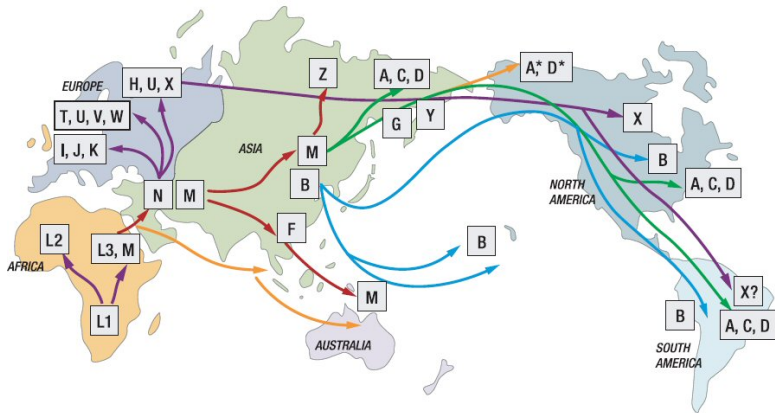 Z
A, C, D
A,* D*
EUROPE
H, U, X
T, U, V, W
G
Y
X
I, J, K
ASIA
M
B
N
M
B
NORTH
AMERICA
A, C, D
L2
L3, M
F
B
AFRICA
M
X?
L1
B
A, C, D
AUSTRALIA
SOUTH
AMERICA